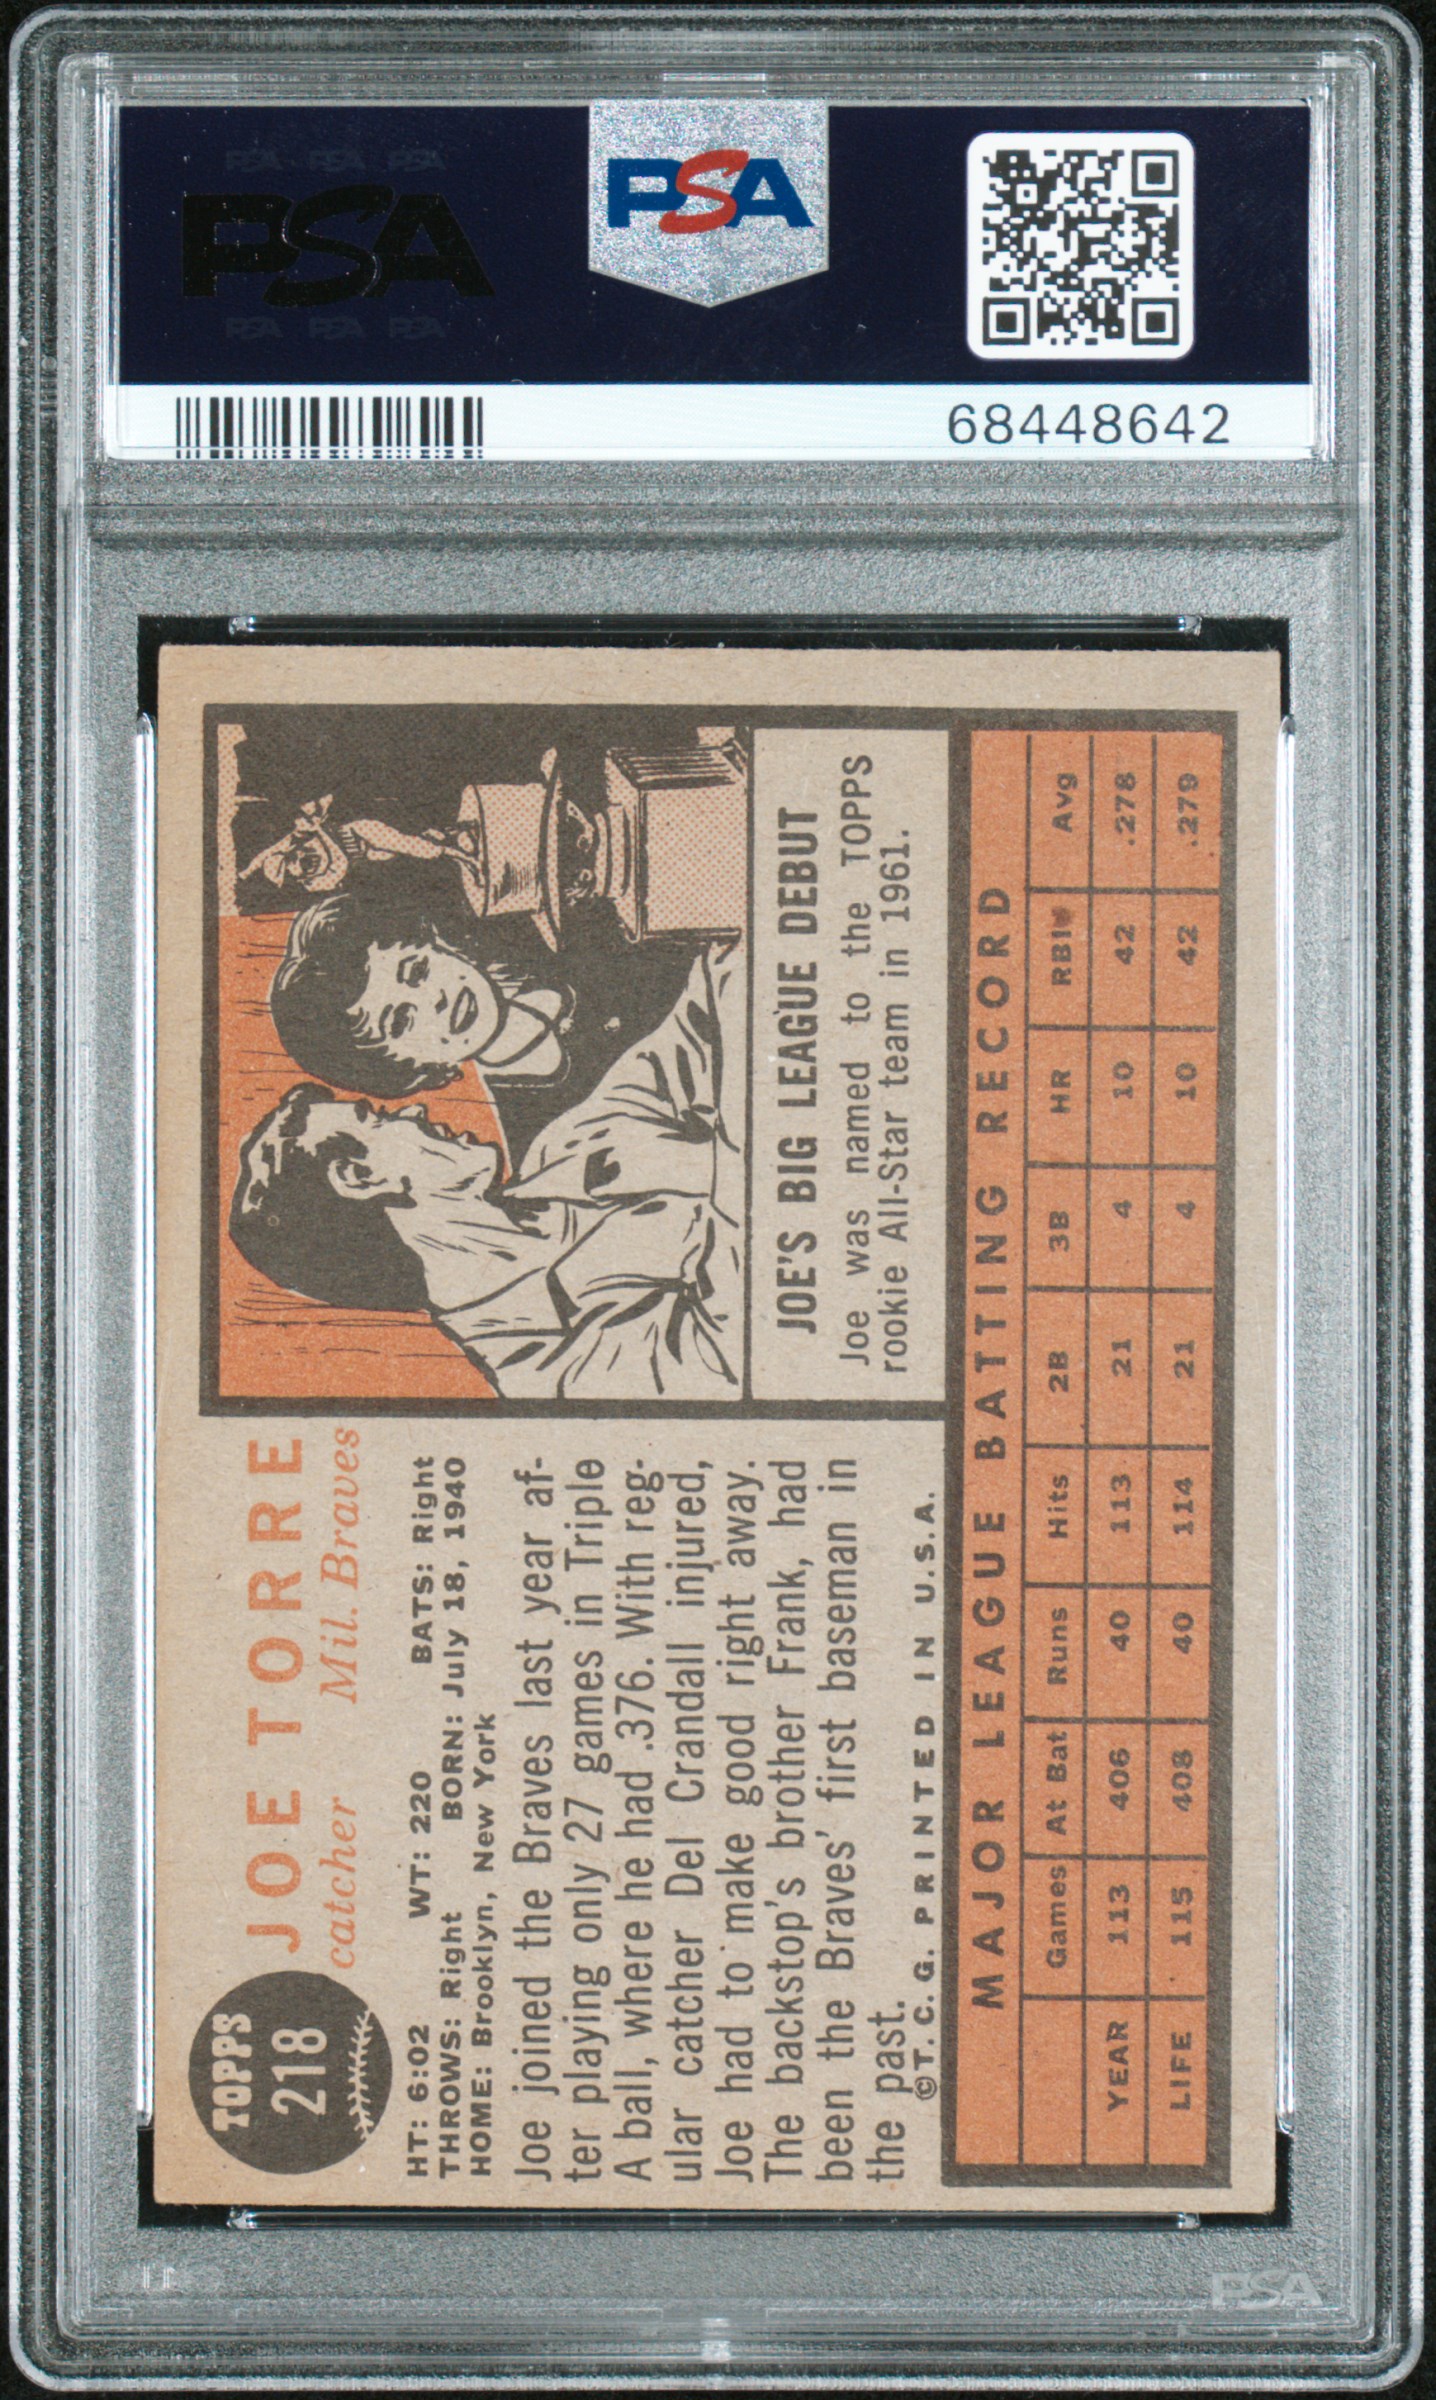 PSA PSA PSA
PSA
PSA PSA PSA
PSA
68448642
TOPPS
218
JOE TORRE
catcher Mil. Braves
HT: 6:02 WT: 220 BATS: Right
THROWS: Right BORN: July 18, 1940
HOME: Brooklyn, New York
Joe joined the Braves last year af-
ter playing only 27 games in Triple
A ball, where he had .376. With reg-
ular catcher Del Crandall injured,
Joe had to make good right away.
The backstop's brother Frank, had
been the Braves' first baseman in
the past.
©T. C. G. PRINTED IN U.S.A.
JOE'S BIG LEAGUE DEBUT
Joe was named to the TOPPS
rookie All-Star team in 1961.
MAJOR LEAGUE BATTING RECORD
Games At Bat Runs Hits 2B 3B HR RBI Avg
YEAR 113 406 40 113 21 4 10 42 .278
LIFE 115 408 40 114 21 4 10 42 .279
PSA